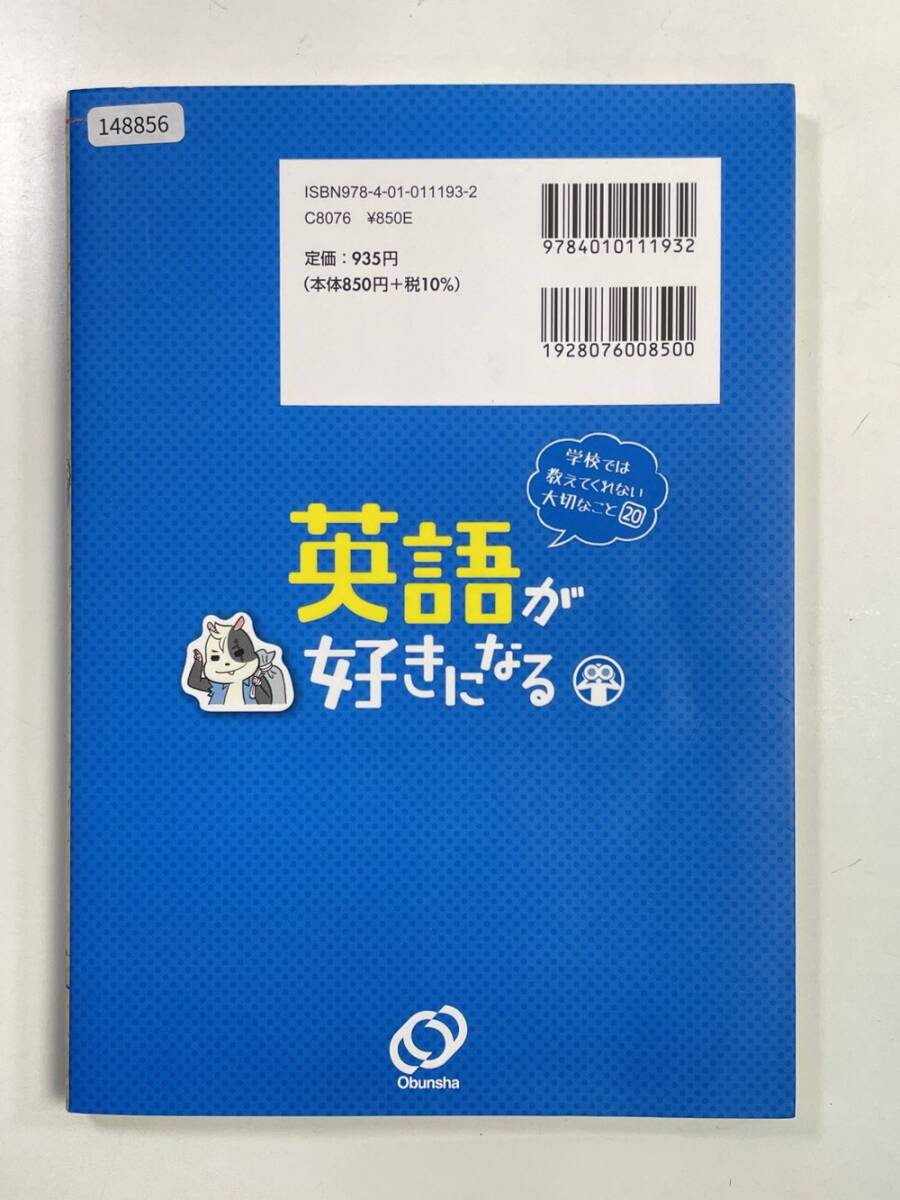 148856
ISBN978-4-01-011193-2
C8076 ¥850E
定価：935円
（本体850円＋税10%）
9784010111932
1928076008500
学校では
教えてくれない
大切なこと 20
英語が
好きになる
Obunsha